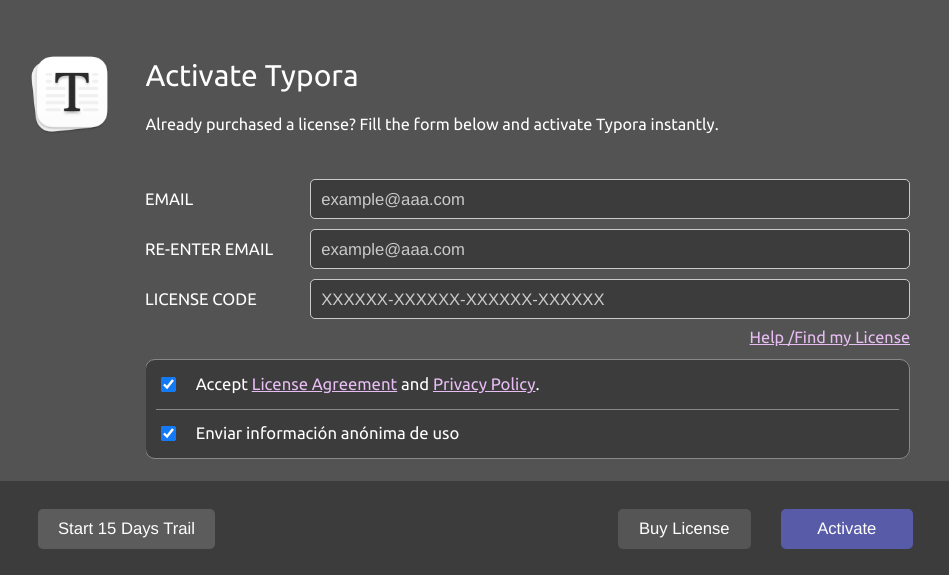 T
Activate Typora
Already purchased a license? Fill the form below and activate Typora instantly.
EMAIL
example@aaa.com
RE-ENTER EMAIL
example@aaa.com
LICENSE CODE
XXXXXX-XXXXXX-XXXXXX-XXXXXX
Help /Find my License
Accept License Agreement and Privacy Policy.
Enviar información anónima de uso
Start 15 Days Trail
Buy License
Activate